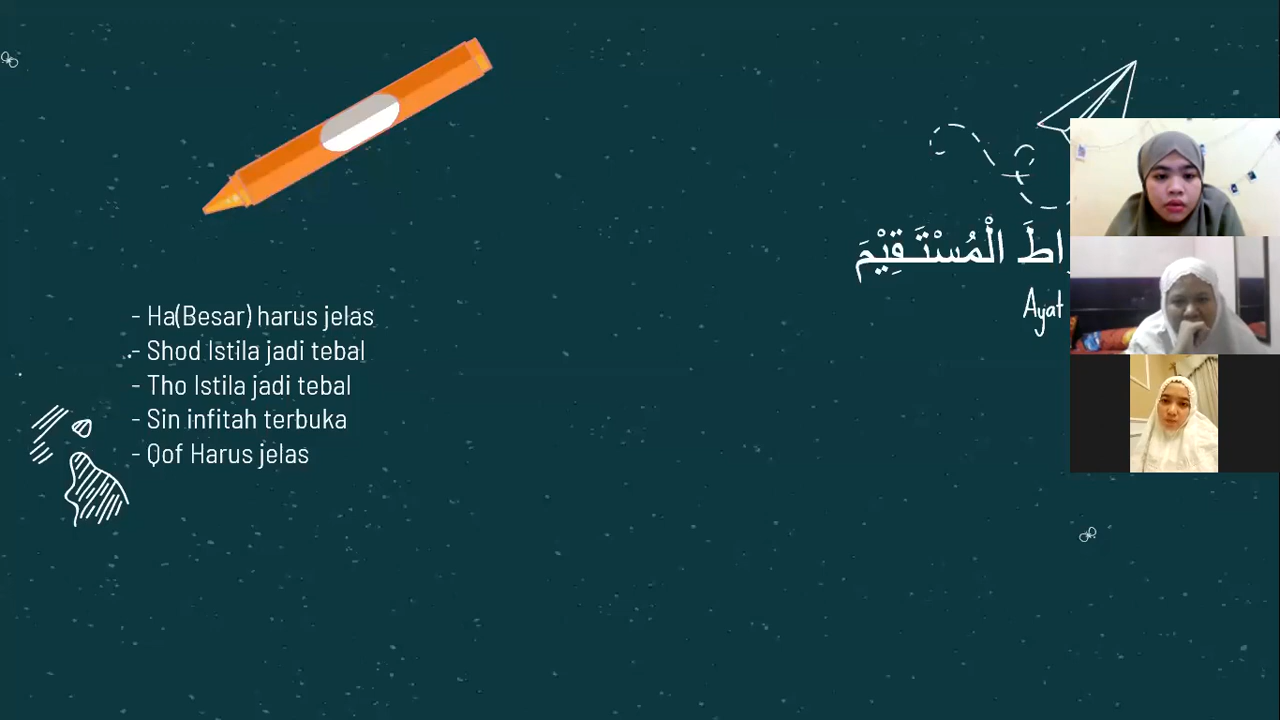 اطَ الْمُسْتَـقِيْمَ
Ayat
- Ha(Besar) harus jelas
- Shod Istila jadi tebal
- Tho Istila jadi tebal
- Sin infitah terbuka
- Qof Harus jelas